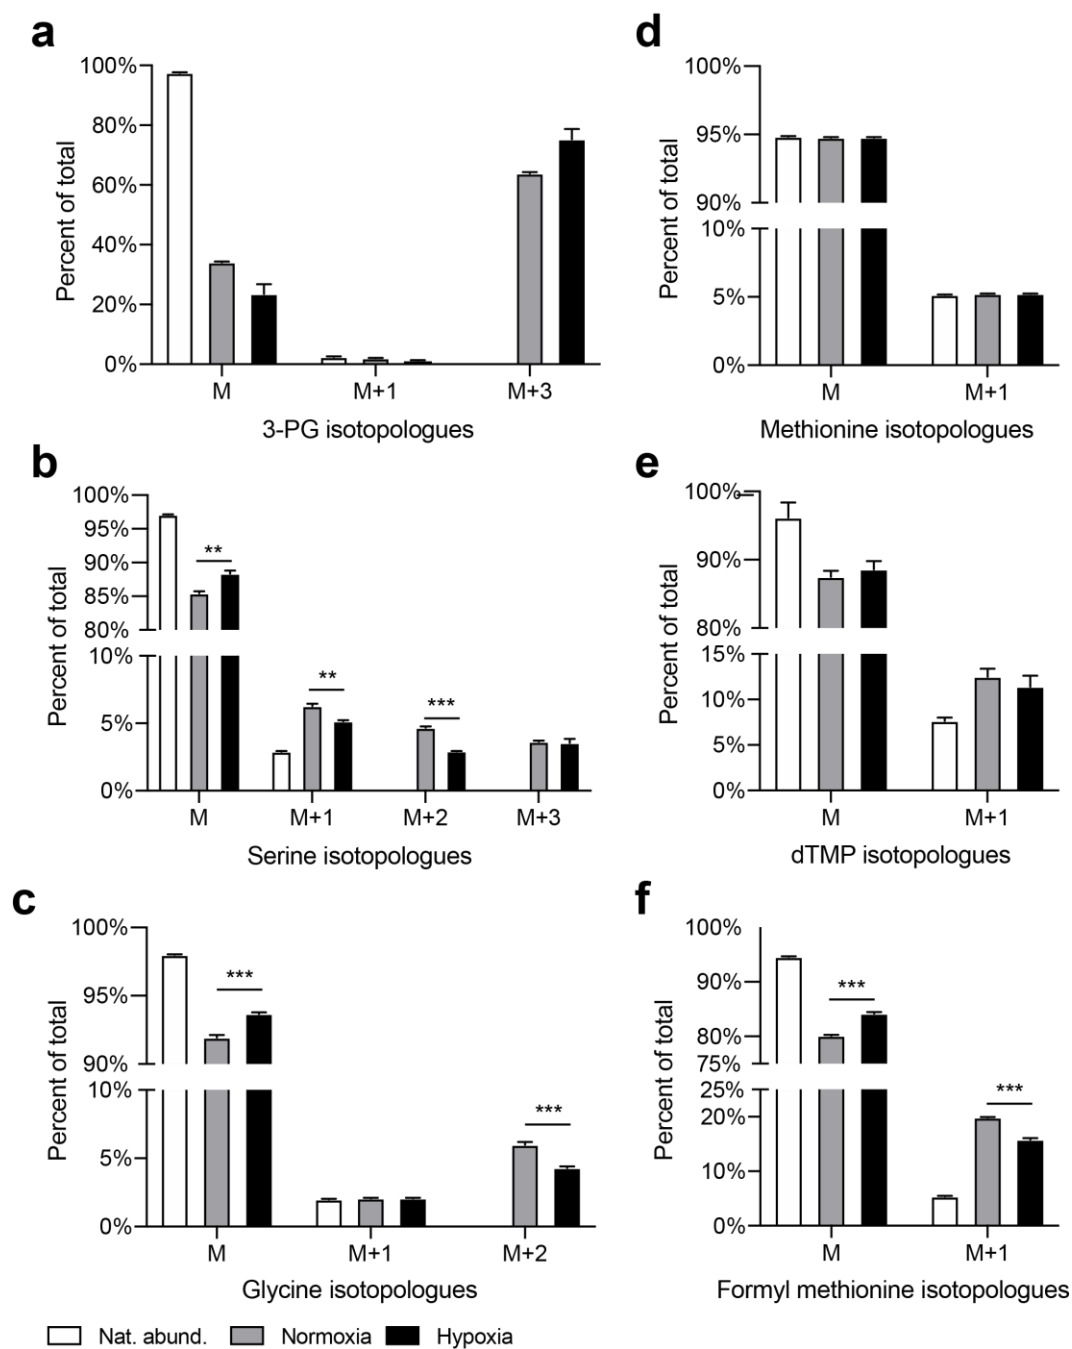 a
100%
80%
60%
40%
20%
0%
Percent of total
M M+1 M+3
3-PG isotopologues
b
100%
95%
90%
85%
80%
10%
5%
0%
Percent of total
**
**
***
M M+1 M+2 M+3
Serine isotopologues
c
100%
95%
90%
10%
5%
0%
Percent of total
***
***
M M+1 M+2
Glycine isotopologues
d
100%
95%
90%
10%
5%
0%
Percent of total
M M+1
Methionine isotopologues
e
100%
90%
80%
15%
10%
5%
0%
Percent of total
M M+1
dTMP isotopologues
f
100%
90%
80%
75%
25%
20%
10%
0%
Percent of total
***
***
M M+1
Formyl methionine isotopologues
Nat. abund. Normoxia Hypoxia